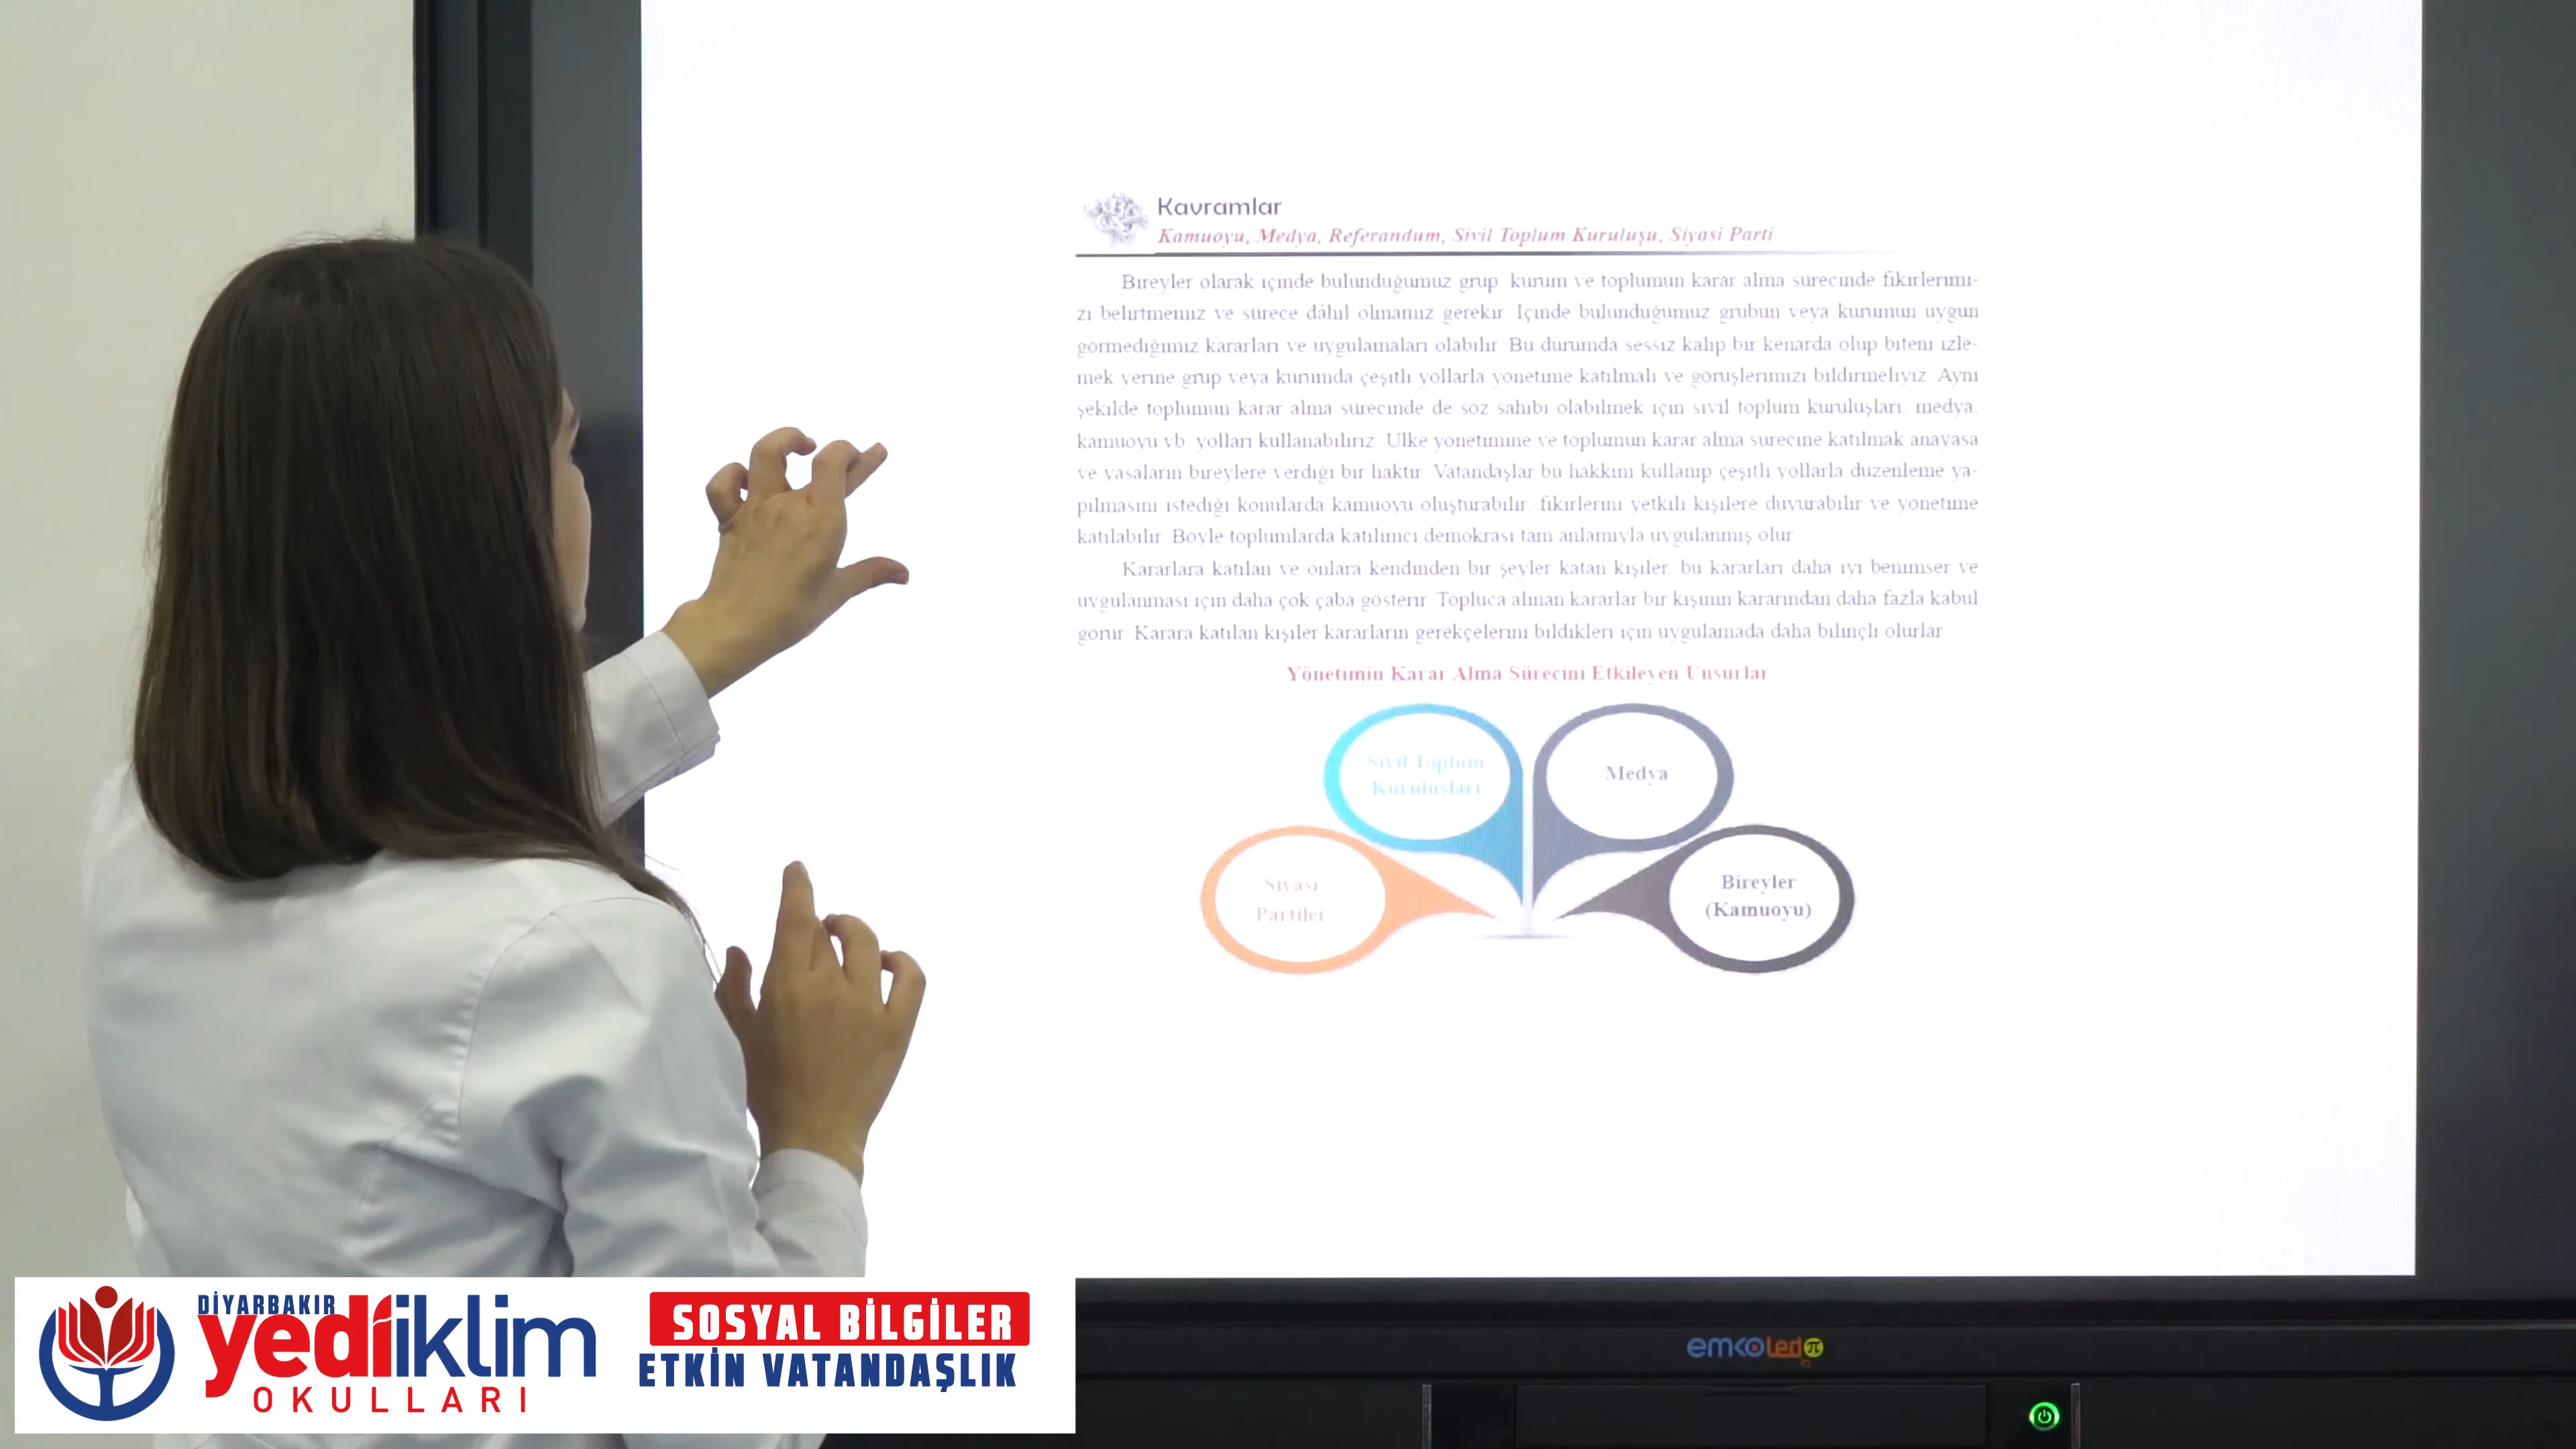 Kavramlar
Kamuoyu, Medya, Referandum, Sivil Toplum Kuruluşu, Siyasi Parti
Bireyler olarak içinde bulunduğumuz grup, kurum ve toplumun karar alma sürecinde fikirlerimi-
zi belirtmemiz ve sürece dâhil olmamız gerekir. İçinde bulunduğumuz grubun veya kurumun uygun
görmediğimiz kararları ve uygulamaları olabilir. Bu durumda sessiz kalıp bir kenarda olup biteni izle-
mek yerine grup veya kurumda çeşitli yollarla yönetime katılmalı ve görüşlerimizi bildirmeliyiz. Aynı
şekilde toplumun karar alma sürecinde de söz sahibi olabilmek için sivil toplum kuruluşları, medya,
kamuoyu vb. yolları kullanabiliriz. Ülke yönetimine ve toplumun karar alma sürecine katılmak anayasa
ve yasaların bireylere verdiği bir haktır. Vatandaşlar bu hakkını kullanıp çeşitli yollarla düzenleme ya-
pılmasını istediği konularda kamuoyu oluşturabilir, fikirlerini yetkili kişilere duyurabilir ve yönetime
katılabilir. Böyle toplumlarda katılımcı demokrasi tam anlamıyla uygulanmış olur.
Kararlara katılan ve onlara kendinden bir şeyler katan kişiler, bu kararları daha iyi benimser ve
uygulanması için daha çok çaba gösterir. Topluca alınan kararlar bir kişinin kararından daha fazla kabul
görür. Karara katılan kişiler kararların gerekçelerini bildikleri için uygulamada daha bilinçli olurlar.
Yönetimin Karar Alma Sürecini Etkileyen Unsurlar
Sivil Toplum
Kuruluşları
Medya
Siyasi
Partiler
Bireyler
(Kamuoyu)
DİYARBAKIR
yediiklim
OKULLARI
SOSYAL BİLGİLER
ETKİN VATANDAŞLIK
emkoled